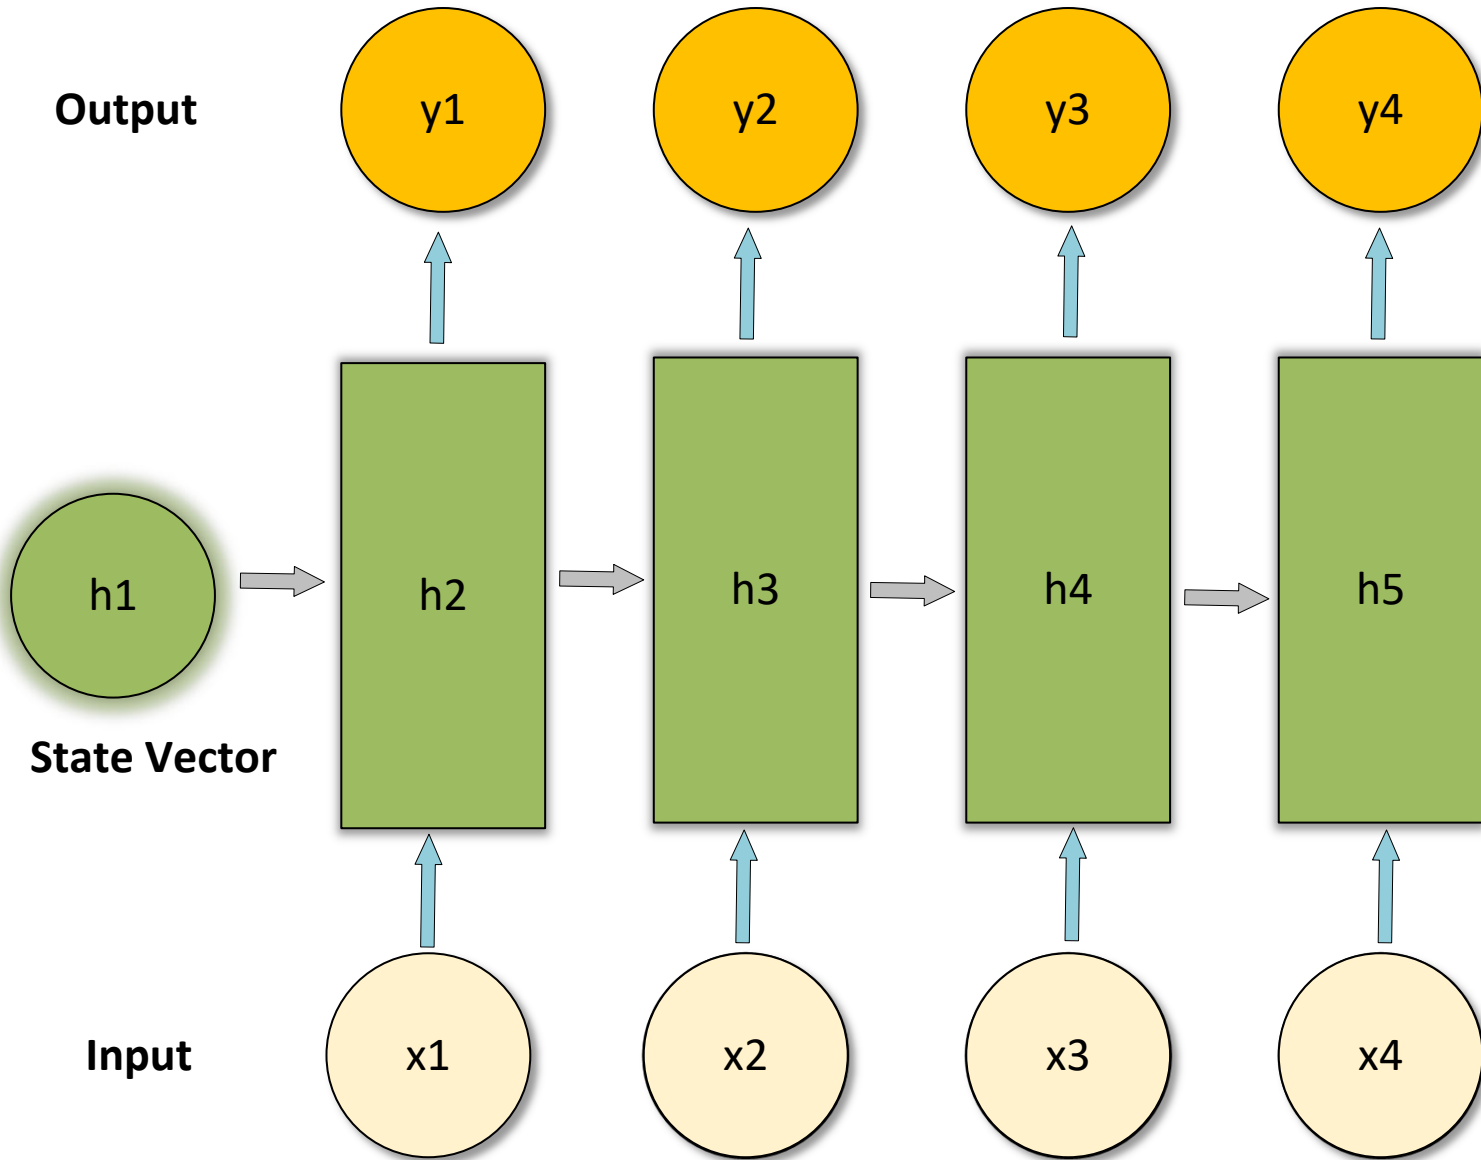 Output
y1
y2
y3
y4
h1
h2
h3
h4
h5
State Vector
Input
x1
x2
x3
x4